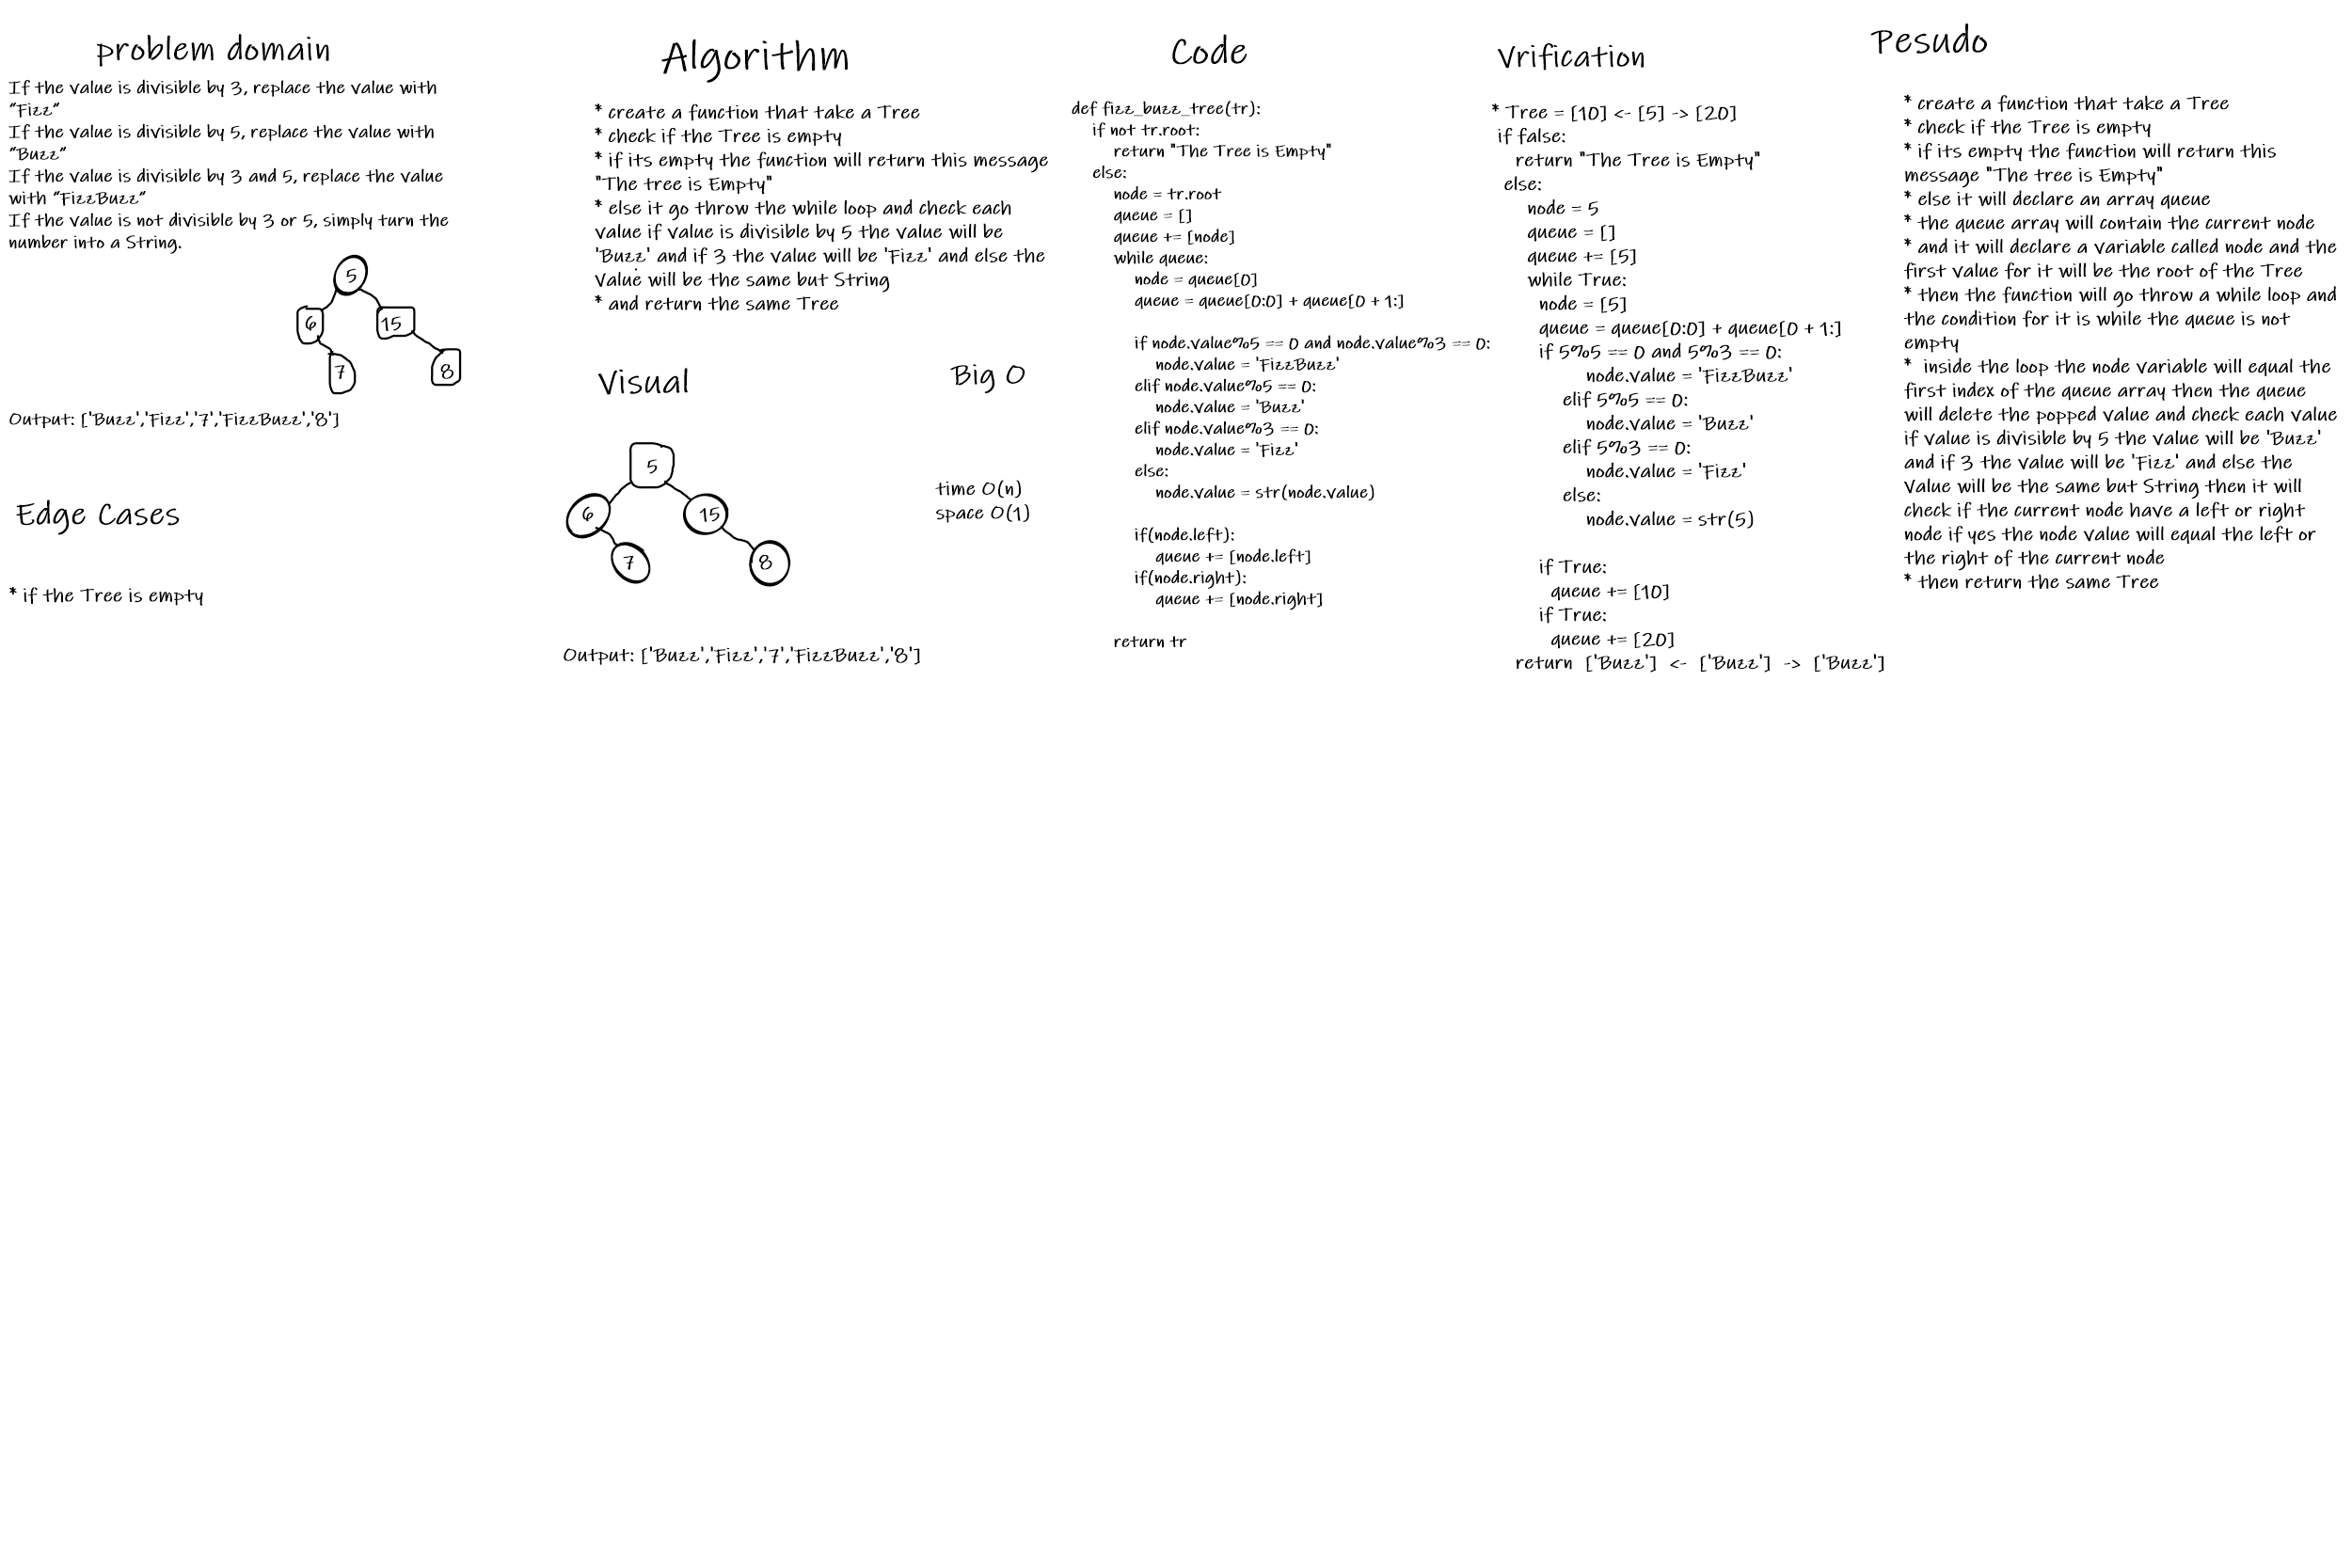 problem domain
If the value is divisible by 3, replace the value with
“Fizz”
If the value is divisible by 5, replace the value with
“Buzz”
If the value is divisible by 3 and 5, replace the value
with “FizzBuzz”
If the value is not divisible by 3 or 5, simply turn the
number into a String.
5
6
15
7
8
Output: ['Buzz','Fizz','7','FizzBuzz','8']
Edge Cases
* if the Tree is empty
Algorithm
* create a function that take a Tree
* check if the Tree is empty
* if its empty the function will return this message
"The tree is Empty"
* else it go throw the while loop and check each
value if value is divisible by 5 the value will be
'Buzz' and if 3 the value will be 'Fizz' and else the
Value will be the same but String
* and return the same Tree
Visual
5
6
15
7
8
Output: ['Buzz','Fizz','7','FizzBuzz','8']
Big O
time O(n)
space O(1)
Code
def fizz_buzz_tree(tr):
if not tr.root:
return "The Tree is Empty"
else:
node = tr.root
queue = []
queue += [node]
while queue:
node = queue[0]
queue = queue[0:0] + queue[0 + 1:]
if node.value%5 == 0 and node.value%3 == 0:
node.value = 'FizzBuzz'
elif node.value%5 == 0:
node.value = 'Buzz'
elif node.value%3 == 0:
node.value = 'Fizz'
else:
node.value = str(node.value)
if(node.left):
queue += [node.left]
if(node.right):
queue += [node.right]
return tr
Vrification
* Tree = [10] <- [5] -> [20]
if false:
return "The Tree is Empty"
else:
node = 5
queue = []
queue += [5]
while True:
node = [5]
queue = queue[0:0] + queue[0 + 1:]
if 5%5 == 0 and 5%3 == 0:
node.value = 'FizzBuzz'
elif 5%5 == 0:
node.value = 'Buzz'
elif 5%3 == 0:
node.value = 'Fizz'
else:
node.value = str(5)
if True:
queue += [10]
if True:
queue += [20]
return ['Buzz'] <- ['Buzz'] -> ['Buzz']
Pesudo
* create a function that take a Tree
* check if the Tree is empty
* if its empty the function will return this
message "The tree is Empty"
* else it will declare an array queue
* the queue array will contain the current node
* and it will declare a variable called node and the
first value for it will be the root of the Tree
* then the function will go throw a while loop and
the condition for it is while the queue is not
empty
* inside the loop the node variable will equal the
first index of the queue array then the queue
will delete the popped value and check each value
if value is divisible by 5 the value will be 'Buzz'
and if 3 the value will be 'Fizz' and else the
Value will be the same but String then it will
check if the current node have a left or right
node if yes the node value will equal the left or
the right of the current node
* then return the same Tree